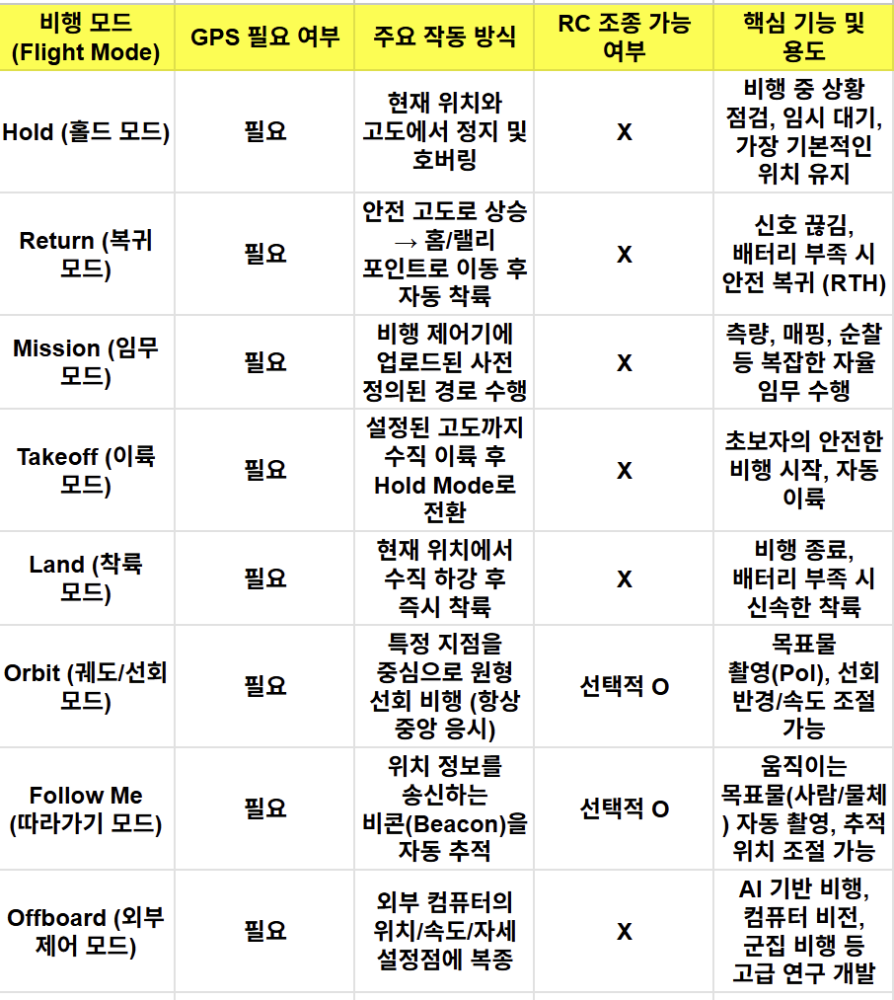 비행 모드
(Flight Mode)
GPS 필요 여부
주요 작동 방식
RC 조종 가능
여부
핵심 기능 및
용도
Hold (홀드 모드)
필요
현재 위치와
고도에서 정지 및
호버링
X
비행 중 상황
점검, 임시 대기,
가장 기본적인
위치 유지
Return (복귀
모드)
필요
안전 고도로 상승
→ 홈/랠리
포인트로 이동 후
자동 착륙
X
신호 끊김,
배터리 부족 시
안전 복귀 (RTH)
Mission (임무
모드)
필요
비행 제어기에
업로드된 사전
정의된 경로 수행
X
측량, 매핑, 순찰
등 복잡한 자율
임무 수행
Takeoff (이륙
모드)
필요
설정된 고도까지
수직 이륙 후
Hold Mode로
전환
X
초보자의 안전한
비행 시작, 자동
이륙
Land (착륙
모드)
필요
현재 위치에서
수직 하강 후
즉시 착륙
X
비행 종료,
배터리 부족 시
신속한 착륙
Orbit (궤도/선회
모드)
필요
특정 지점을
중심으로 원형
선회 비행 (항상
중앙 응시)
선택적 O
목표물
촬영(PoI), 선회
반경/속도 조절
가능
Follow Me
(따라가기 모드)
필요
위치 정보를
송신하는
비콘(Beacon)을
자동 추적
선택적 O
움직이는
목표물(사람/물체
) 자동 촬영, 추적
위치 조절 가능
Offboard (외부
제어 모드)
필요
외부 컴퓨터의
위치/속도/자세
설정점에 복종
X
AI 기반 비행,
컴퓨터 비전,
군집 비행 등
고급 연구 개발